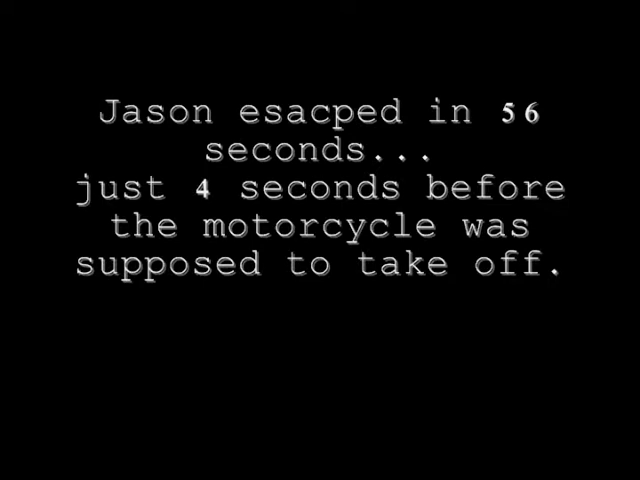 Jason esacped in 56
seconds...
just 4 seconds before
the motorcycle was
supposed to take off.